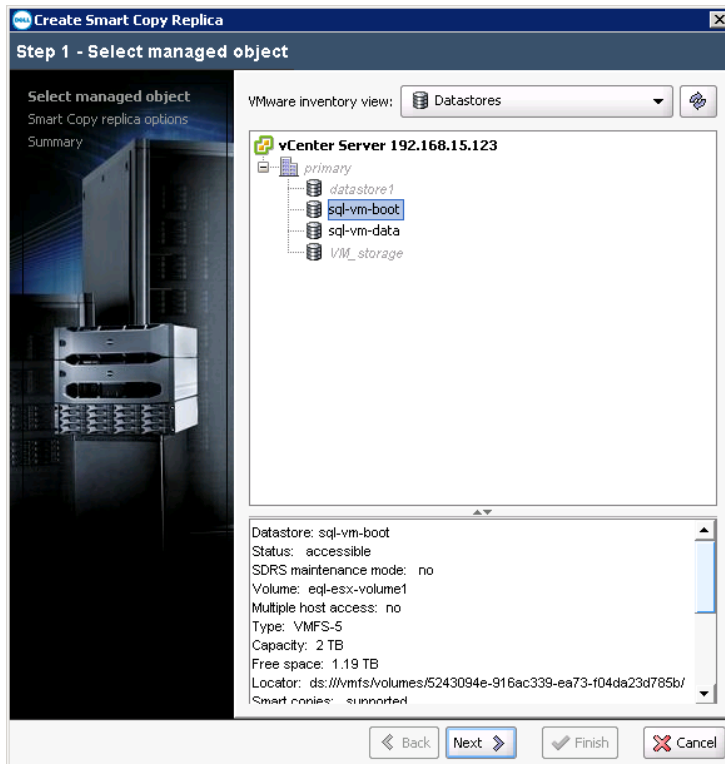 DELL Create Smart Copy Replica
Step 1 - Select managed object
Select managed object
Smart Copy replica options
Summary
VMware inventory view: Datastores
vCenter Server 192.168.15.123
primary
datastore1
sql-vm-boot
sql-vm-data
VM_storage
Datastore: sql-vm-boot
Status: accessible
SDRS maintenance mode: no
Volume: eql-esx-volume1
Multiple host access: no
Type: VMFS-5
Capacity: 2 TB
Free space: 1.19 TB
Locator: ds:///vmfs/volumes/5243094e-916ac339-ea73-f04da23d785b/
Smart copies: supported
Back Next Finish Cancel